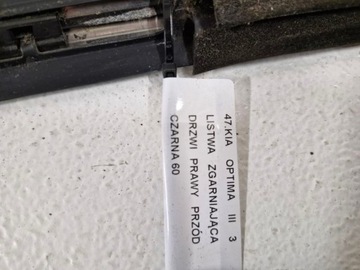 47.KIA OPTIMA III 3
LISTWA ZGARNIAJĄCA
DRZWI PRAWY PRZÓD
CZARNA 60